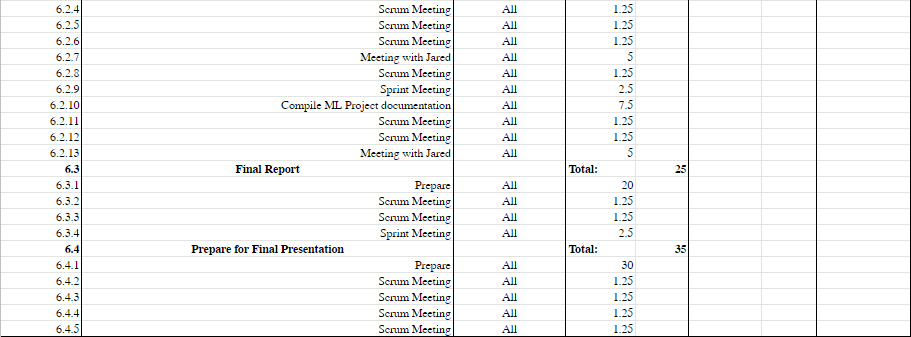 6.2.4 Scrum Meeting All 1.25
6.2.5 Scrum Meeting All 1.25
6.2.6 Scrum Meeting All 1.25
6.2.7 Meeting with Jared All 5
6.2.8 Scrum Meeting All 1.25
6.2.9 Sprint Meeting All 2.5
6.2.10 Compile ML Project documentation All 7.5
6.2.11 Scrum Meeting All 1.25
6.2.12 Scrum Meeting All 1.25
6.2.13 Meeting with Jared All 5
6.3 Final Report Total: 25
6.3.1 Prepare All 20
6.3.2 Scrum Meeting All 1.25
6.3.3 Scrum Meeting All 1.25
6.3.4 Sprint Meeting All 2.5
6.4 Prepare for Final Presentation Total: 35
6.4.1 Prepare All 30
6.4.2 Scrum Meeting All 1.25
6.4.3 Scrum Meeting All 1.25
6.4.4 Scrum Meeting All 1.25
6.4.5 Scrum Meeting All 1.25